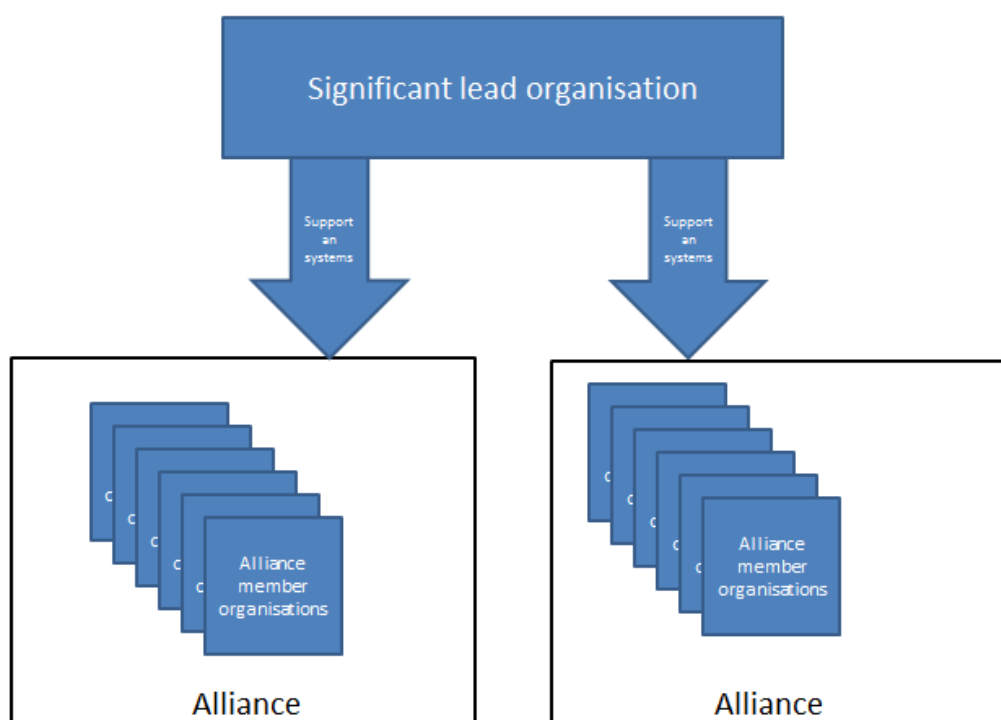 Significant lead organisation
Support
an
systems
Support
an
systems
Alliance
member
organisations
Alliance
member
organisations
Alliance
Alliance